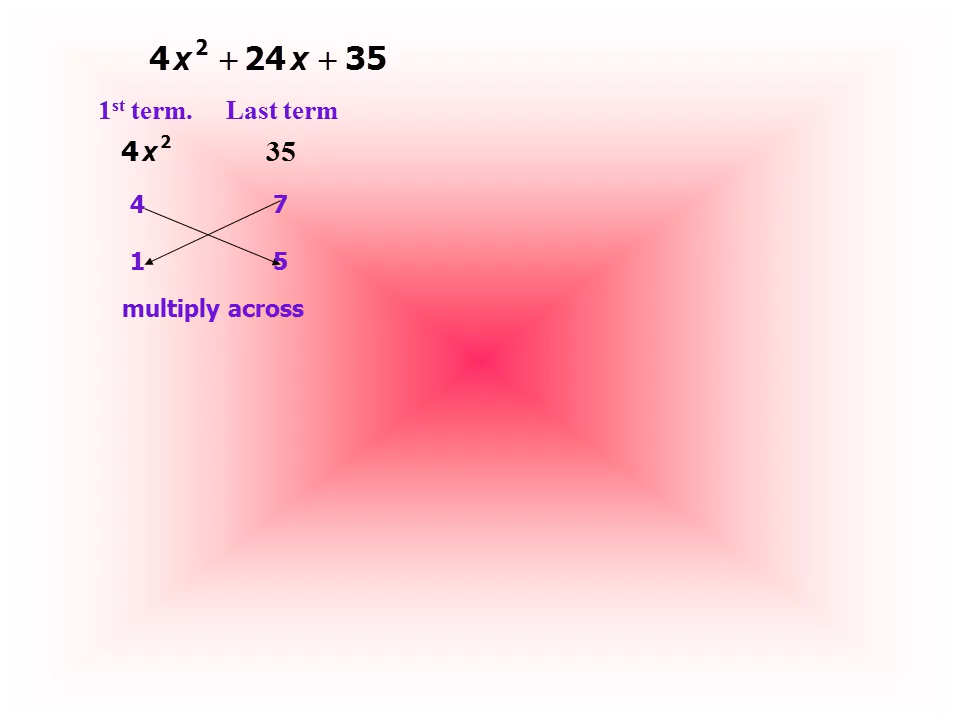 4x² + 24x + 35
1st term. Last term
4x² 35
4 7
1 5
multiply across